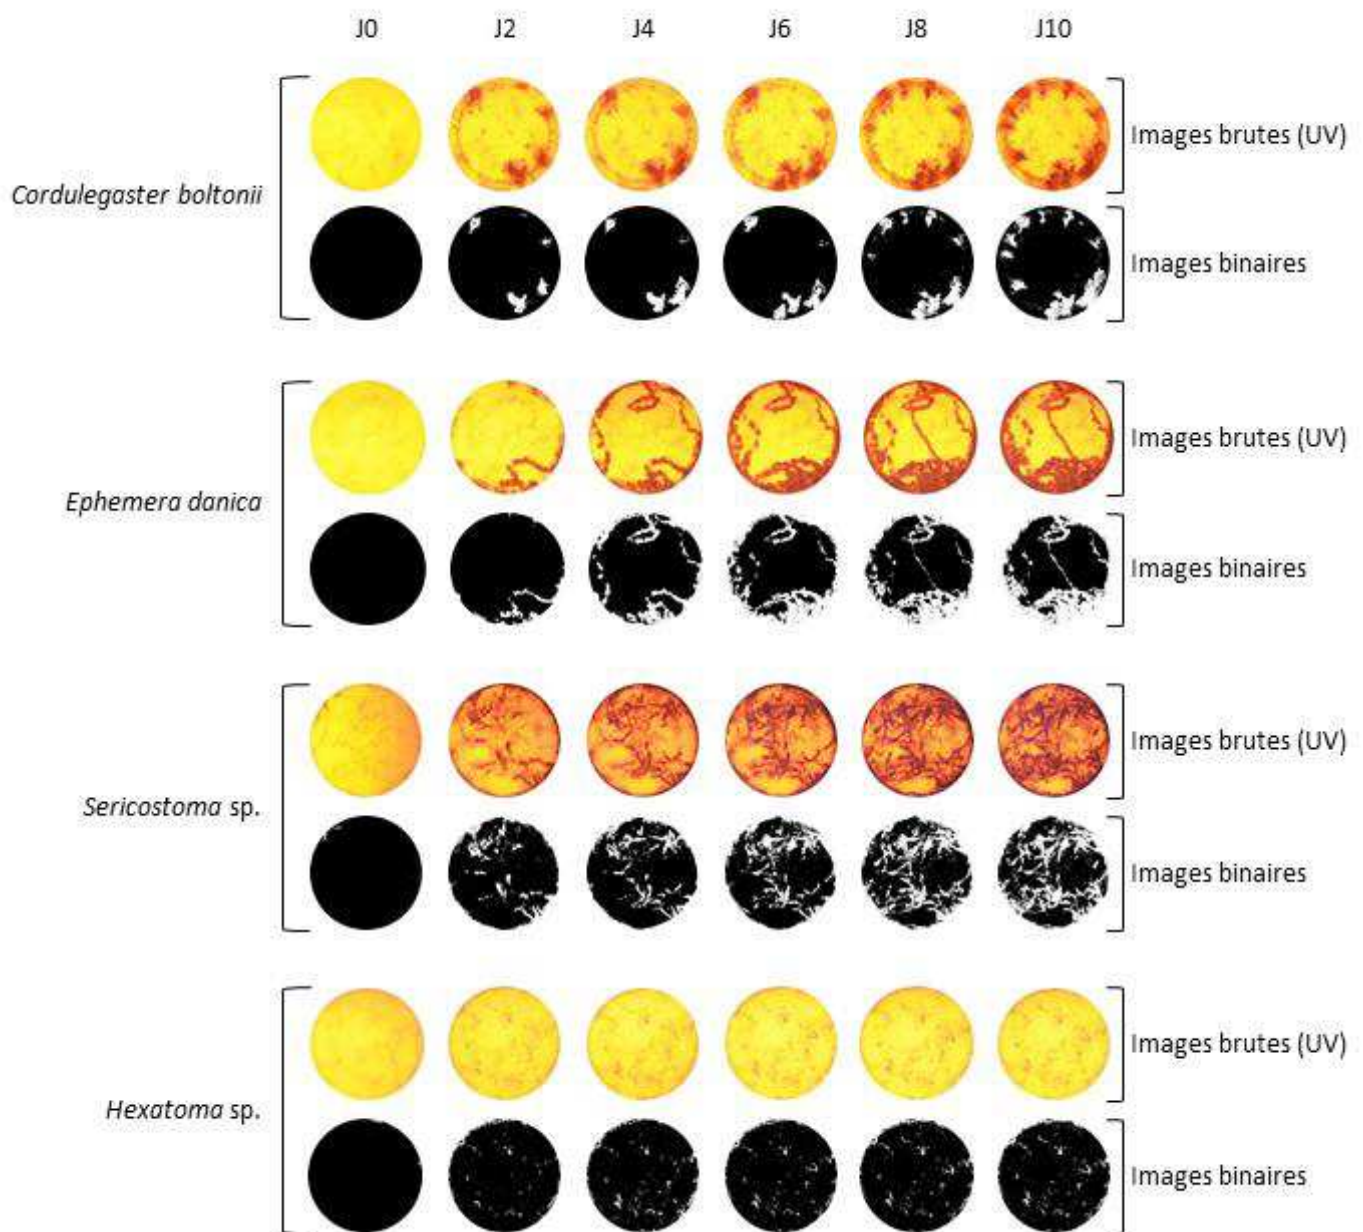 J0 J2 J4 J6 J8 J10
Images brutes (UV)
Cordulegaster boltonii
Images binaires
Images brutes (UV)
Ephemera danica
Images binaires
Images brutes (UV)
Sericostoma sp.
Images binaires
Images brutes (UV)
Hexatoma sp.
Images binaires